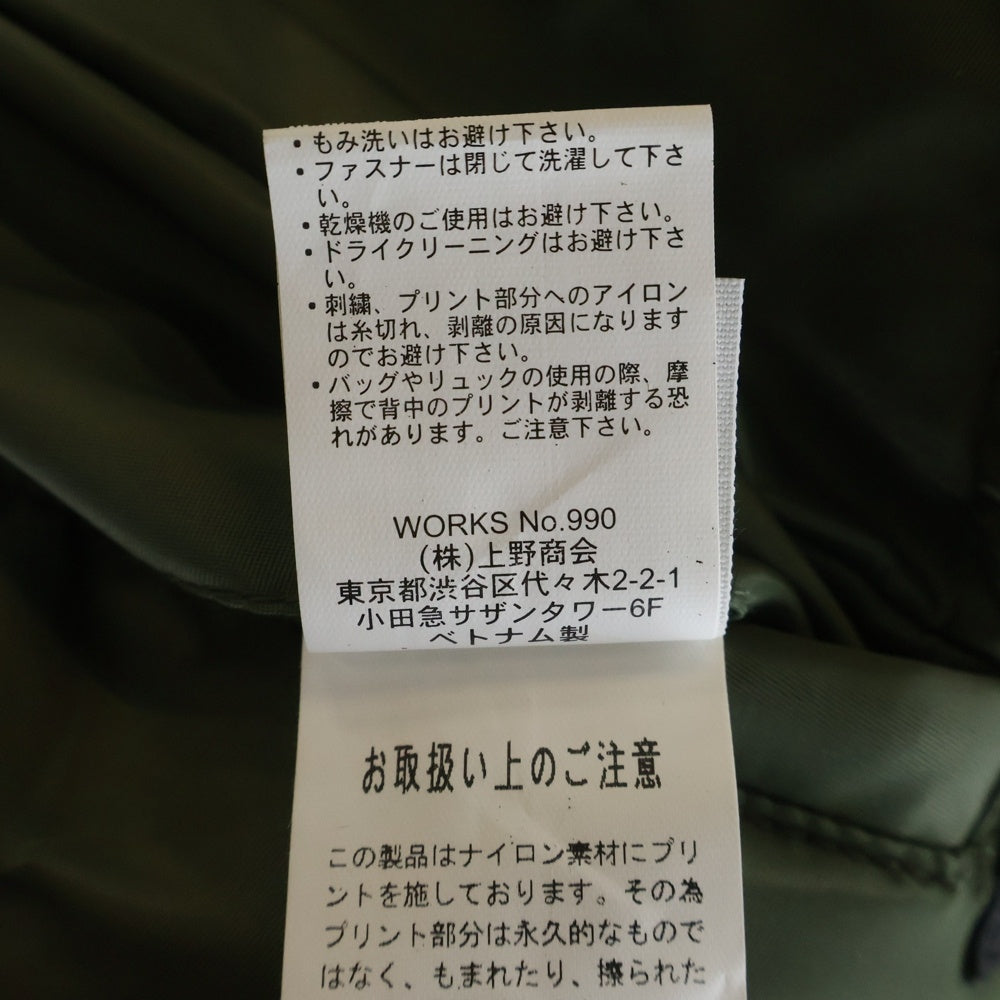 ・もみ洗いはお避け下さい。
・ファスナーは閉じて洗濯して下さ
い。
・乾燥機のご使用はお避け下さい。
・ドライクリーニングはお避け下さ
い。
・刺繍、プリント部分へのアイロン
は糸切れ、剥離の原因になります
のでお避け下さい。
・バッグやリュックの使用の際、摩
擦で背中のプリントが剥離する恐
れがあります。ご注意下さい。
WORKS No.990
(株)上野商会
東京都渋谷区代々木2-2-1
小田急サザンタワー6F
ベトナム製
お取扱い上のご注意
この製品はナイロン素材にプリ
ントを施しております。その為
プリント部分は永久的なもので
はなく、もまれたり、擦られた